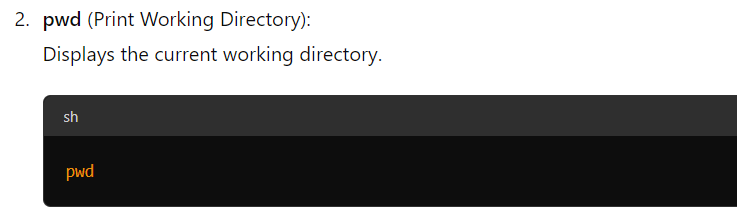 2. pwd (Print Working Directory):
Displays the current working directory.
sh
pwd